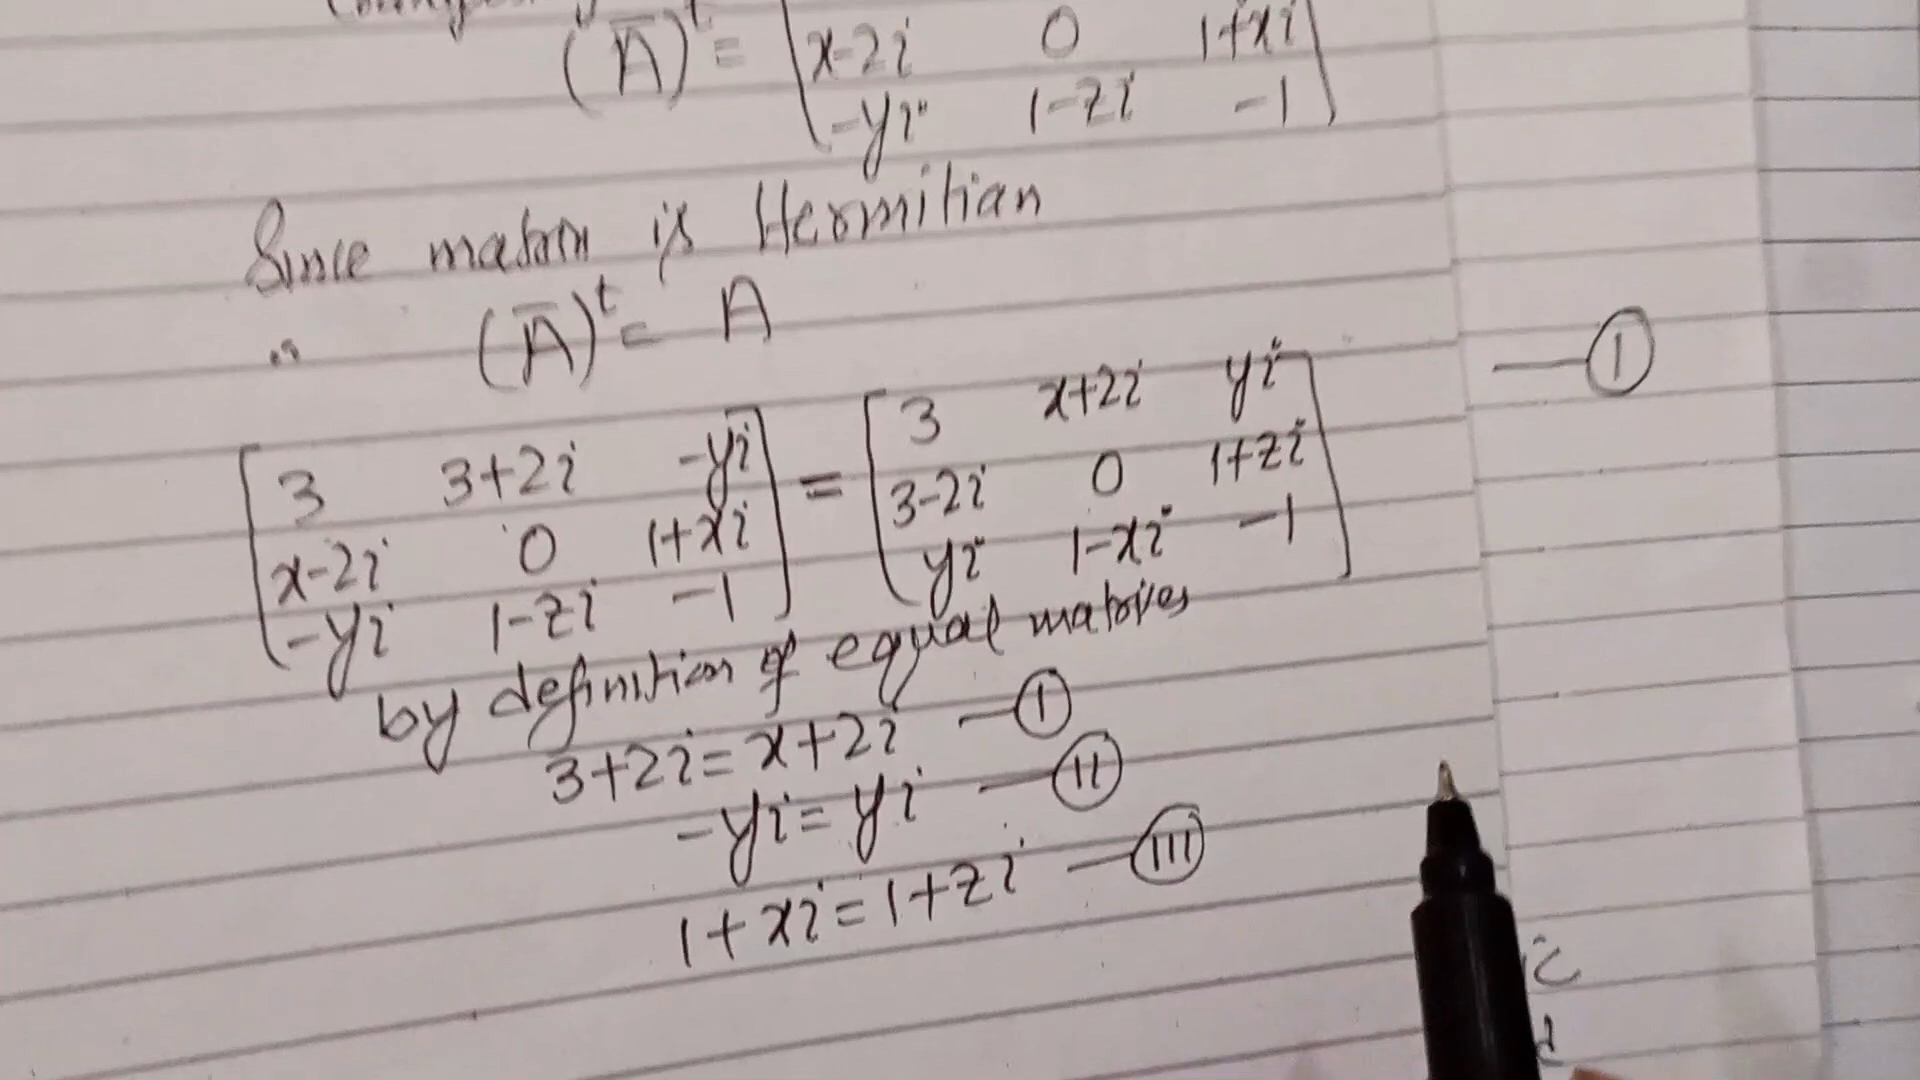 (A̅)ᵗ = [x-2i 0 1+xi
-yi 1-zi -1]
Since matrix is Hermitian
∴ (A̅)ᵗ = A
[3 3+2i -yi = [3 x+2i yi —(I)
x-2i 0 1+xi 3-2i 0 1+zi
-yi 1-zi -1] yi 1-xi -1]
by definition of equal matrices
3+2i = x+2i —(I)
-yi = yi —(II)
1+xi = 1+zi —(III)